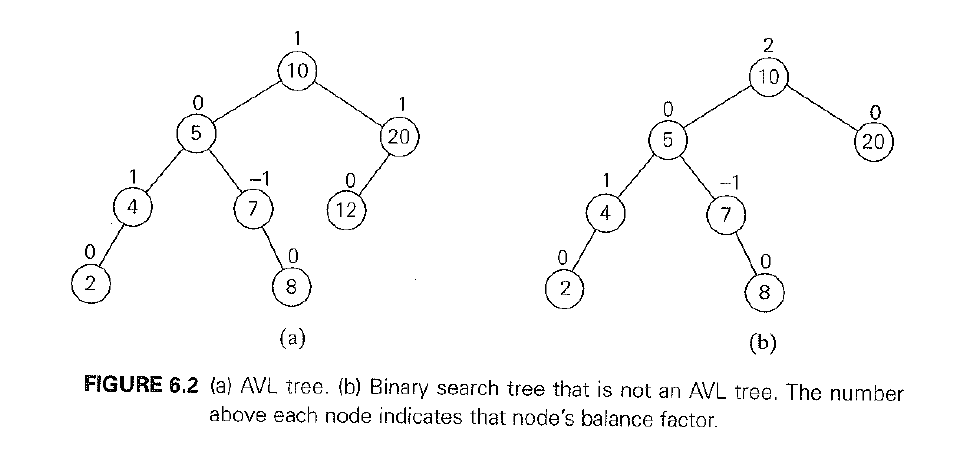 1 2
10 10
0 1 0 0
5 20 5 20
1 −1 0 1 −1
4 7 12 4 7
0 0 0 0
2 8 2 8
(a) (b)
FIGURE 6.2 (a) AVL tree. (b) Binary search tree that is not an AVL tree. The number
above each node indicates that node's balance factor.